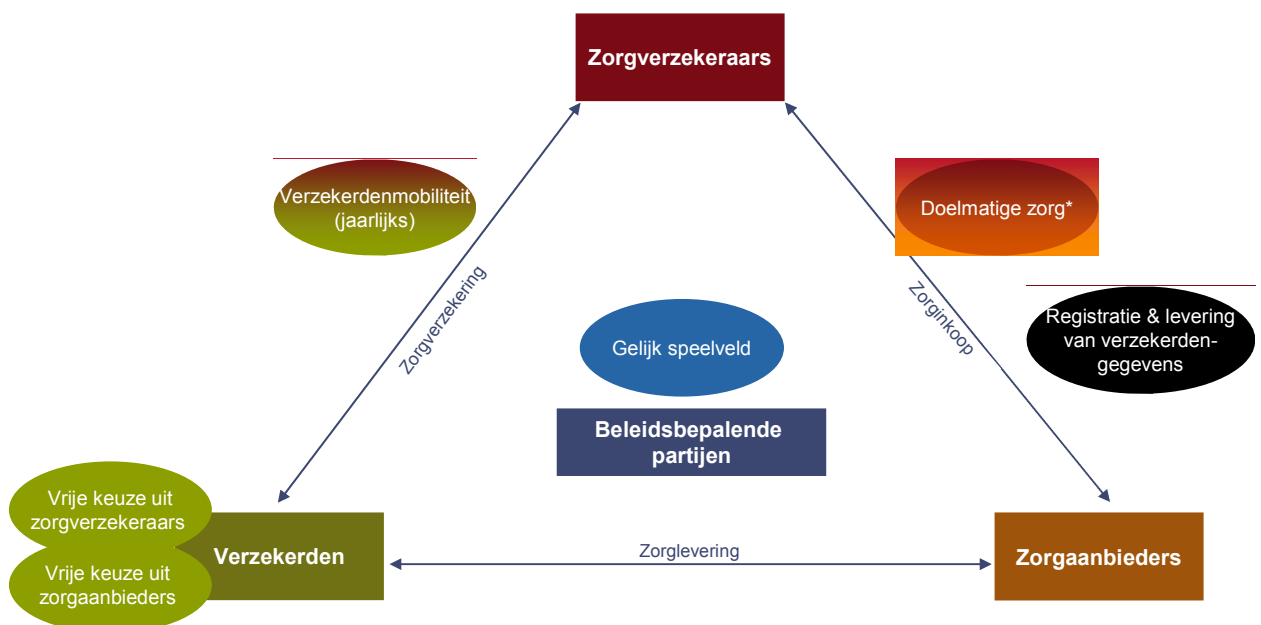 Zorgverzekeraars
Verzekerdenmobiliteit
(jaarlijks)
Doelmatige zorg*
Zorgverzekering
Zorginkoop
Registratie & levering
van verzekerden-
gegevens
Gelijk speelveld
Beleidsbepalende
partijen
Vrije keuze uit
zorgverzekeraars
Verzekerden
Vrije keuze uit
zorgaanbieders
Zorglevering
Zorgaanbieders